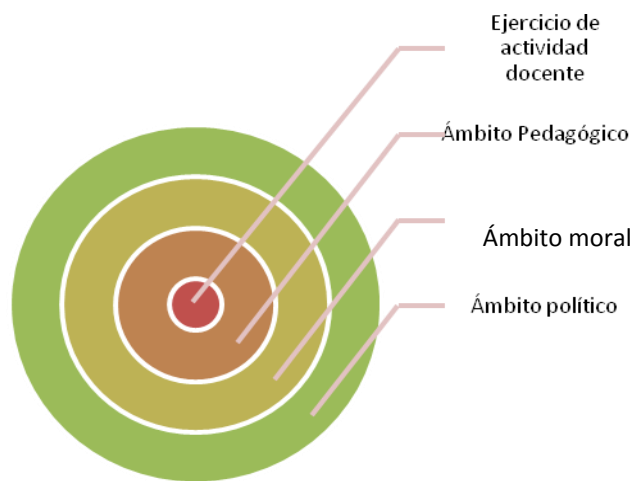 Ejercicio de
actividad
docente
Ámbito Pedagógico
Ámbito moral
Ámbito político